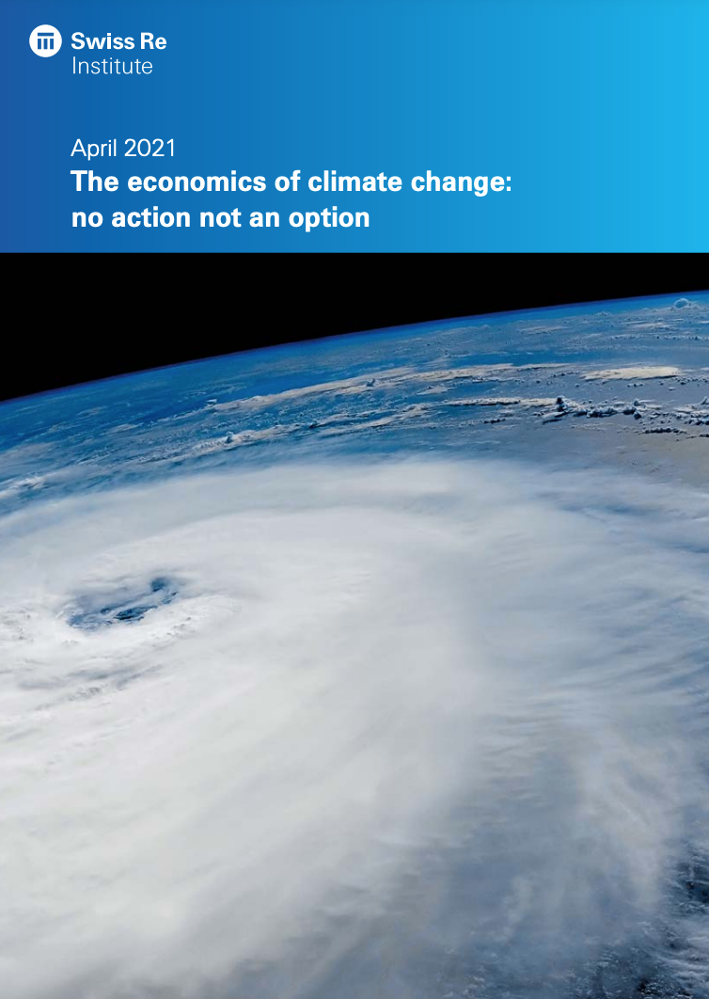 Swiss Re
Institute
April 2021
The economics of climate change:
no action not an option